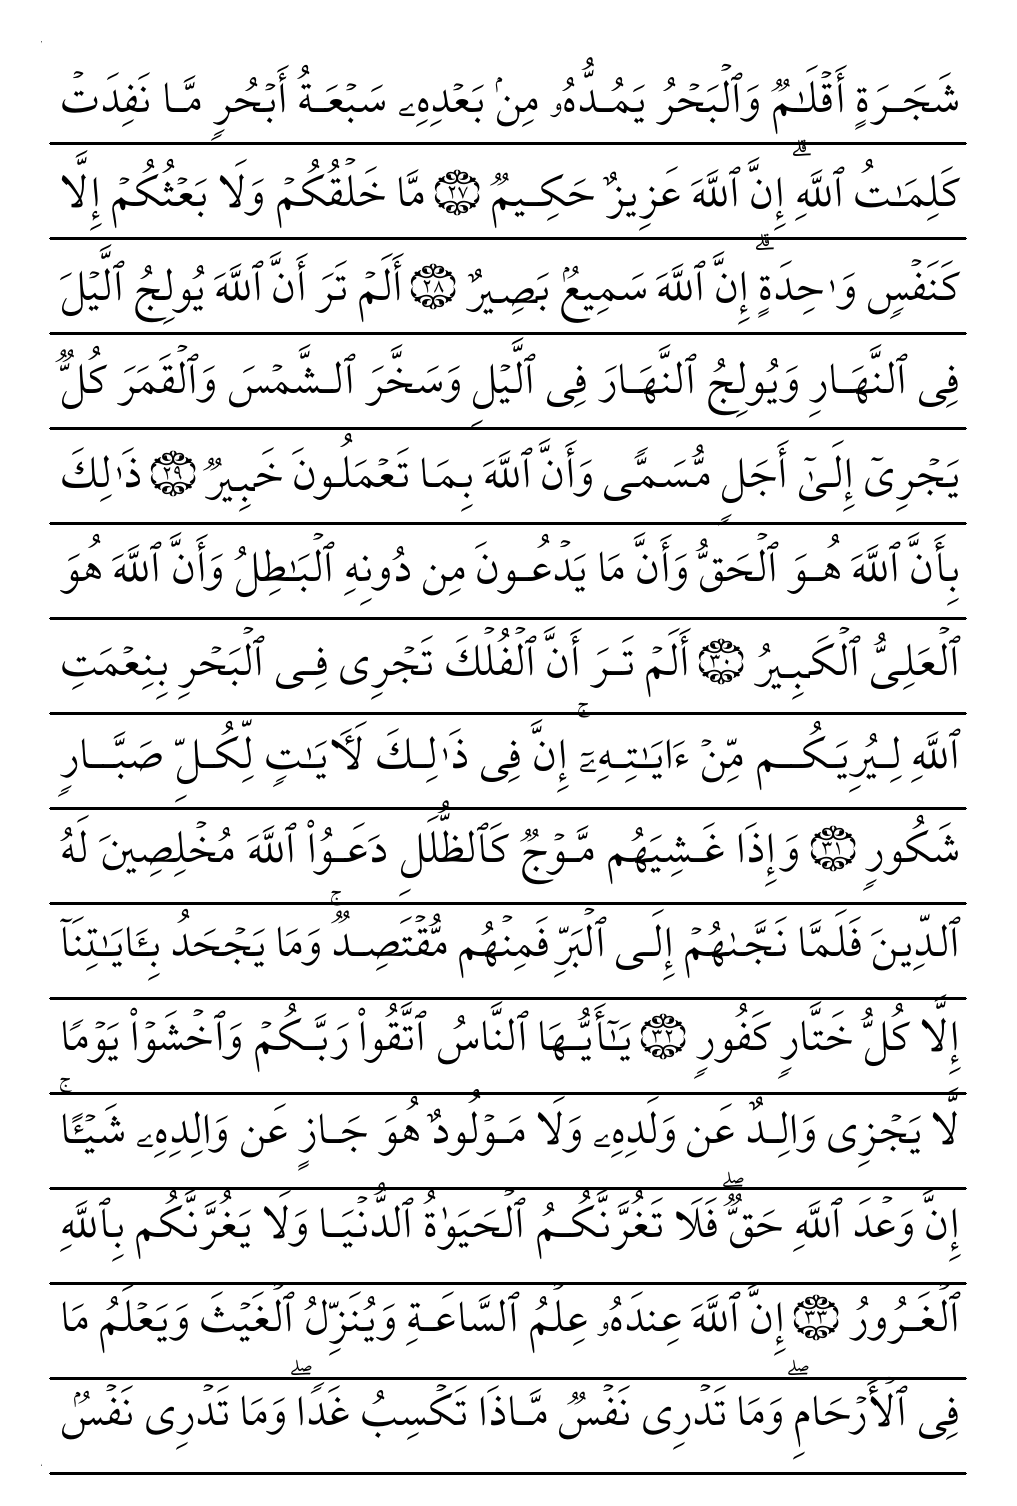 شَجَرَةٍ أَقْلَـٰمٌ وَٱلْبَحْرُ يَمُدُّهُۥ مِنۢ بَعْدِهِۦ سَبْعَةُ أَبْحُرٍ مَّا نَفِدَتْ
كَلِمَـٰتُ ٱللَّهِ ۗ إِنَّ ٱللَّهَ عَزِيزٌ حَكِيمٌ ٢٧ مَّا خَلْقُكُمْ وَلَا بَعْثُكُمْ إِلَّا
كَنَفْسٍ وَٰحِدَةٍ ۗ إِنَّ ٱللَّهَ سَمِيعٌۢ بَصِيرٌ ٢٨ أَلَمْ تَرَ أَنَّ ٱللَّهَ يُولِجُ ٱلَّيْلَ
فِى ٱلنَّهَارِ وَيُولِجُ ٱلنَّهَارَ فِى ٱلَّيْلِ وَسَخَّرَ ٱلشَّمْسَ وَٱلْقَمَرَ كُلٌّ
يَجْرِىٓ إِلَىٰٓ أَجَلٍ مُّسَمًّى وَأَنَّ ٱللَّهَ بِمَا تَعْمَلُونَ خَبِيرٌ ٢٩ ذَٰلِكَ
بِأَنَّ ٱللَّهَ هُوَ ٱلْحَقُّ وَأَنَّ مَا يَدْعُونَ مِن دُونِهِ ٱلْبَـٰطِلُ وَأَنَّ ٱللَّهَ هُوَ
ٱلْعَلِىُّ ٱلْكَبِيرُ ٣٠ أَلَمْ تَرَ أَنَّ ٱلْفُلْكَ تَجْرِى فِى ٱلْبَحْرِ بِنِعْمَتِ
ٱللَّهِ لِيُرِيَكُم مِّنْ ءَايَـٰتِهِۦٓ ۚ إِنَّ فِى ذَٰلِكَ لَـَٔايَـٰتٍ لِّكُلِّ صَبَّارٍ
شَكُورٍ ٣١ وَإِذَا غَشِيَهُم مَّوْجٌ كَٱلظُّلَلِ دَعَوُا۟ ٱللَّهَ مُخْلِصِينَ لَهُ
ٱلدِّينَ فَلَمَّا نَجَّىٰهُمْ إِلَى ٱلْبَرِّ فَمِنْهُم مُّقْتَصِدٌ ۚ وَمَا يَجْحَدُ بِـَٔايَـٰتِنَآ
إِلَّا كُلُّ خَتَّارٍ كَفُورٍ ٣٢ يَـٰٓأَيُّهَا ٱلنَّاسُ ٱتَّقُوا۟ رَبَّكُمْ وَٱخْشَوْا۟ يَوْمًا
لَّا يَجْزِى وَالِدٌ عَن وَلَدِهِۦ وَلَا مَوْلُودٌ هُوَ جَازٍ عَن وَالِدِهِۦ شَيْـًٔا ۚ
إِنَّ وَعْدَ ٱللَّهِ حَقٌّ ۖ فَلَا تَغُرَّنَّكُمُ ٱلْحَيَوٰةُ ٱلدُّنْيَا وَلَا يَغُرَّنَّكُم بِٱللَّهِ
ٱلْغَرُورُ ٣٣ إِنَّ ٱللَّهَ عِندَهُۥ عِلْمُ ٱلسَّاعَةِ وَيُنَزِّلُ ٱلْغَيْثَ وَيَعْلَمُ مَا
فِى ٱلْأَرْحَامِ ۖ وَمَا تَدْرِى نَفْسٌ مَّاذَا تَكْسِبُ غَدًا ۖ وَمَا تَدْرِى نَفْسٌۢ